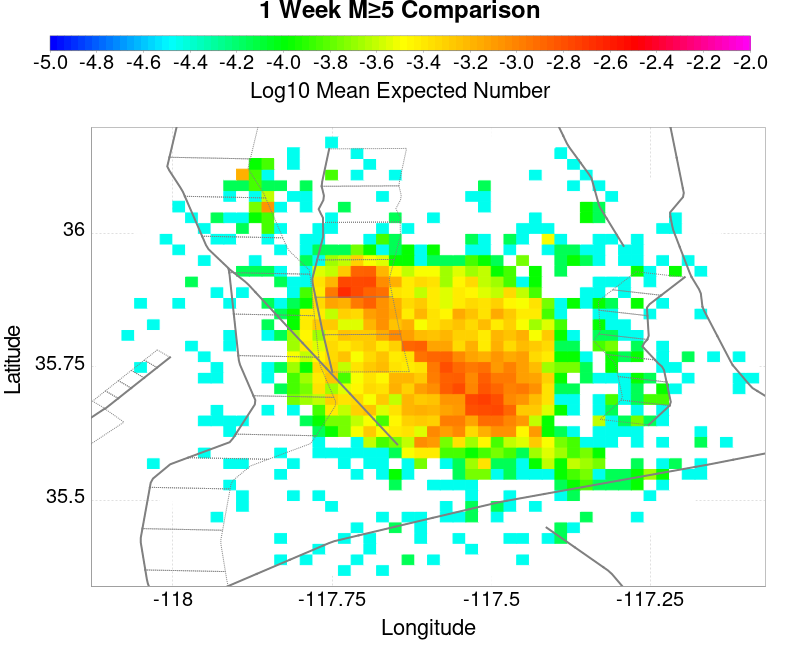 1 Week M≥5 Comparison
-5.0 -4.8 -4.6 -4.4 -4.2 -4.0 -3.8 -3.6 -3.4 -3.2 -3.0 -2.8 -2.6 -2.4 -2.2 -2.0
Log10 Mean Expected Number
36
35.75
35.5
Latitude
-118 -117.75 -117.5 -117.25
Longitude